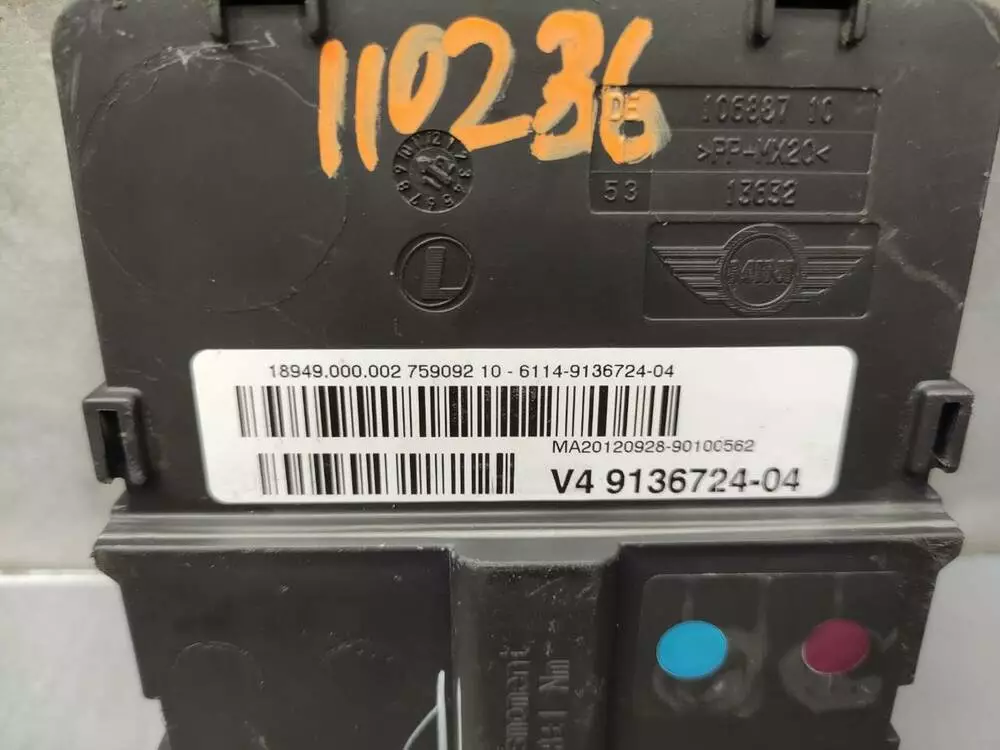 110236
DE 106887 10
>PP-MX20<
53 13632
MINI
L
18949.000.002 759092 10 - 6114-9136724-04
MA20120928-90100562
V4 9136724-04